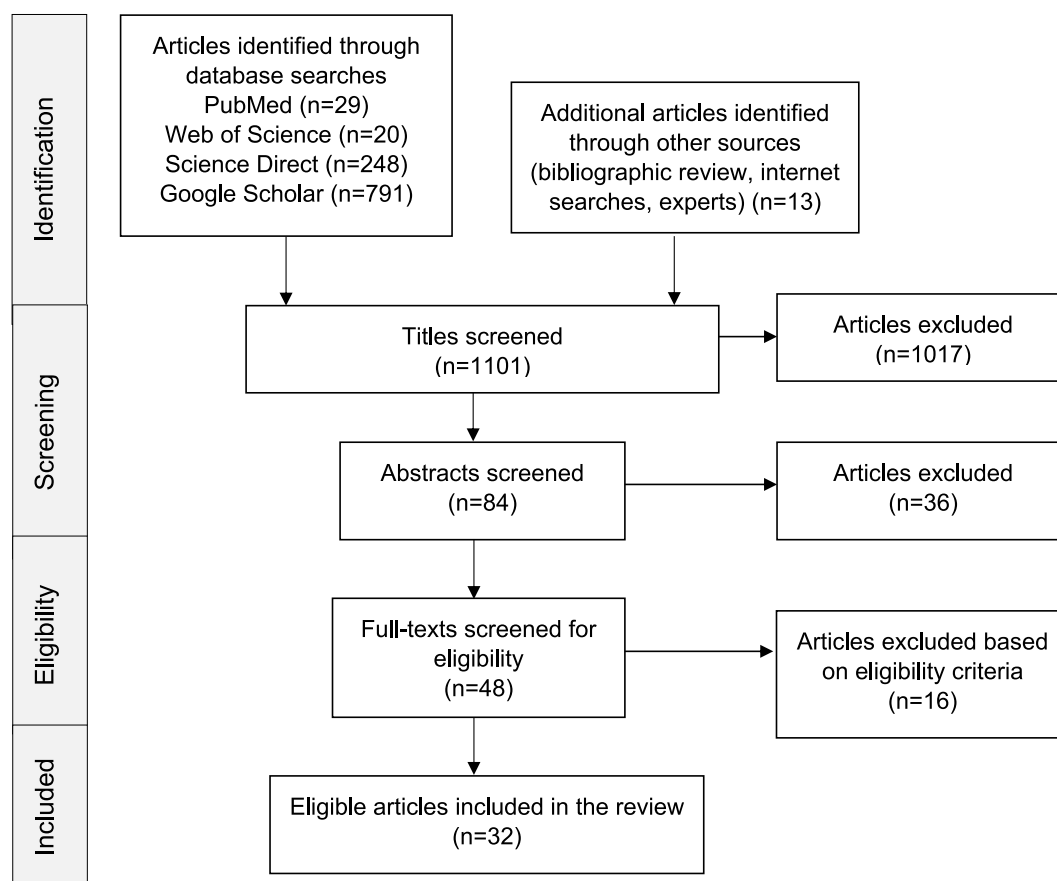 Identification
Articles identified through
database searches
PubMed (n=29)
Web of Science (n=20)
Science Direct (n=248)
Google Scholar (n=791)
Additional articles identified
through other sources
(bibliographic review, internet
searches, experts) (n=13)
Screening
Titles screened
(n=1101)
Articles excluded
(n=1017)
Abstracts screened
(n=84)
Articles excluded
(n=36)
Eligibility
Full-texts screened for
eligibility
(n=48)
Articles excluded based
on eligibility criteria
(n=16)
Included
Eligible articles included in the review
(n=32)